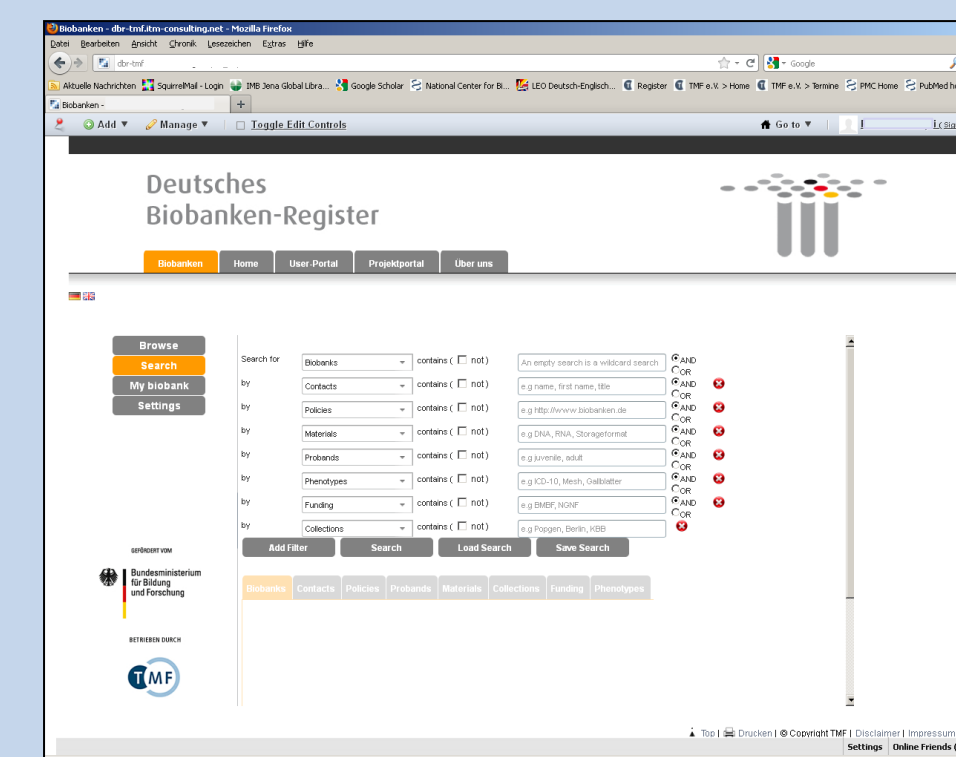 Biobanken - dbr-tmf.itm-consulting.net - Mozilla Firefox
Datei Bearbeiten Ansicht Chronik Lesezeichen Extras Hilfe
dbr-tmf
Google
Aktuelle Nachrichten SquirrelMail - Login IMB Jena Global Libra... Google Scholar National Center for Bi... LEO Deutsch-Englisch... Register TMF e.V. > Home TMF e.V. > Termine PMC Home PubMed
Biobanken -
Add Manage Toggle Edit Controls Go to
Deutsches
Biobanken-Register
Biobanken Home User-Portal Projektportal Über uns
Browse
Search
My biobank
Settings
Search for Biobanks contains ( not ) An empty search is a wildcard search AND
OR
by Contacts contains ( not ) e.g name, first name, title AND
OR
by Policies contains ( not ) e.g http://www.biobanken.de AND
OR
by Materials contains ( not ) e.g DNA, RNA, Storageformat AND
OR
by Probands contains ( not ) e.g juvenile, adult AND
OR
by Phenotypes contains ( not ) e.g ICD-10, Mesh, Gallblatter AND
OR
by Funding contains ( not ) e.g BMBF, NGNF AND
OR
by Collections contains ( not ) e.g Popgen, Berlin, KBB
Add Filter Search Load Search Save Search
Biobanks Contacts Policies Probands Materials Collections Funding Phenotypes
GEFÖRDERT VOM
Bundesministerium
für Bildung
und Forschung
BETRIEBEN DURCH
TMF
Top | Drucken | © Copyright TMF | Disclaimer | Impressum
Settings Online Friends (